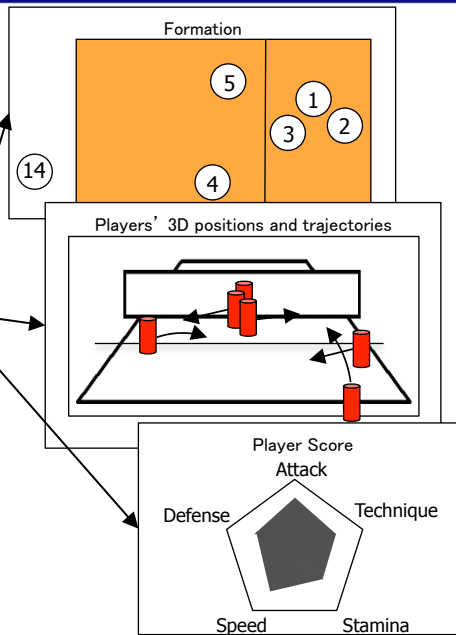 Formation
5
1
2
3
14
4
Players' 3D positions and trajectories
Player Score
Attack
Defense
Technique
Speed
Stamina